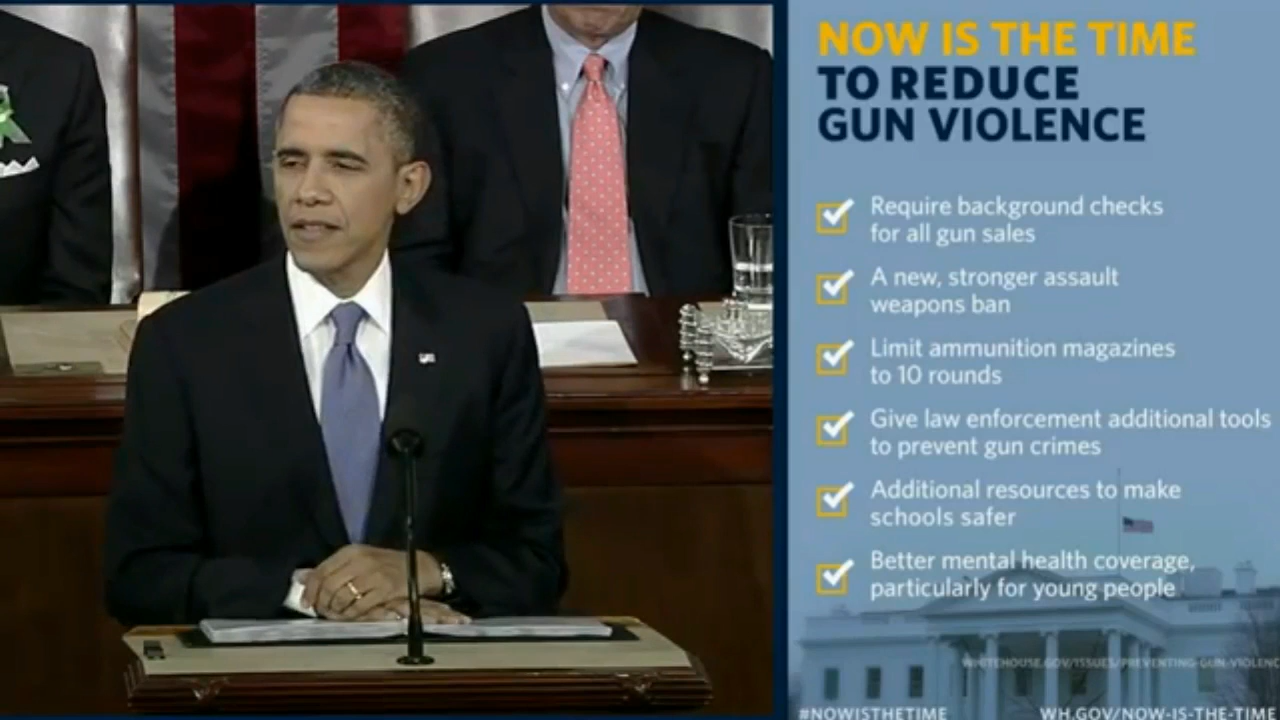 NOW IS THE TIME
TO REDUCE
GUN VIOLENCE
Require background checks
for all gun sales
A new, stronger assault
weapons ban
Limit ammunition magazines
to 10 rounds
Give law enforcement additional tools
to prevent gun crimes
Additional resources to make
schools safer
Better mental health coverage,
particularly for young people
WHITEHOUSE.GOV/ISSUES/PREVENTING-GUN-VIOLENC
#NOWISTHETIME
WH.GOV/NOW-IS-THE-TIME